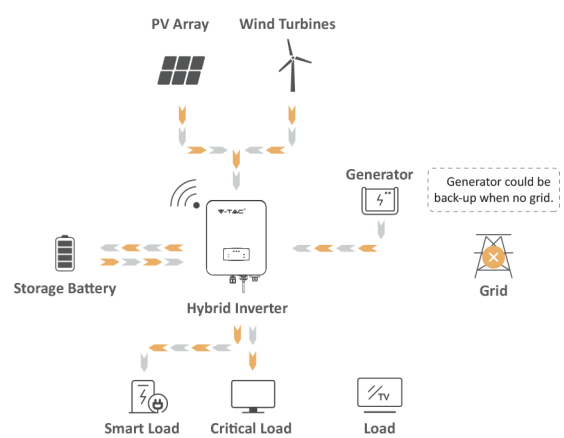 PV Array
Wind Turbines
Generator
Generator could be
back-up when no grid.
V-TAC
Storage Battery
Hybrid Inverter
Grid
TV
Smart Load
Critical Load
Load